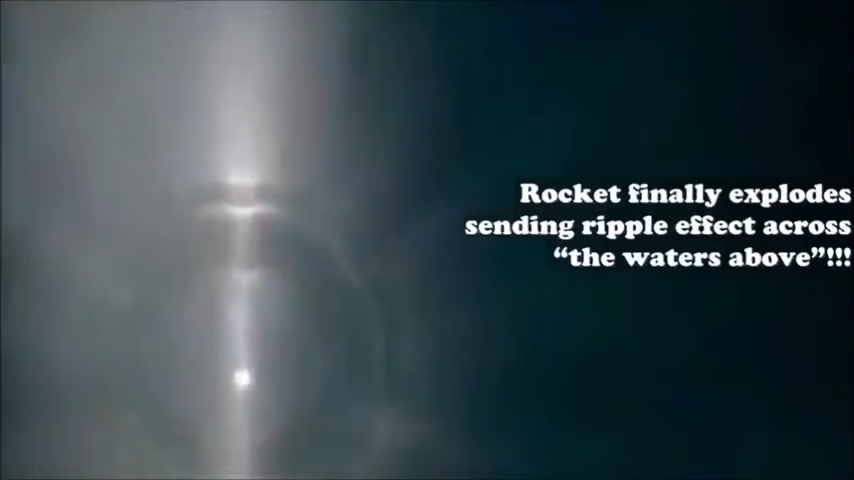 Rocket finally explodes
sending ripple effect across
“the waters above”!!!